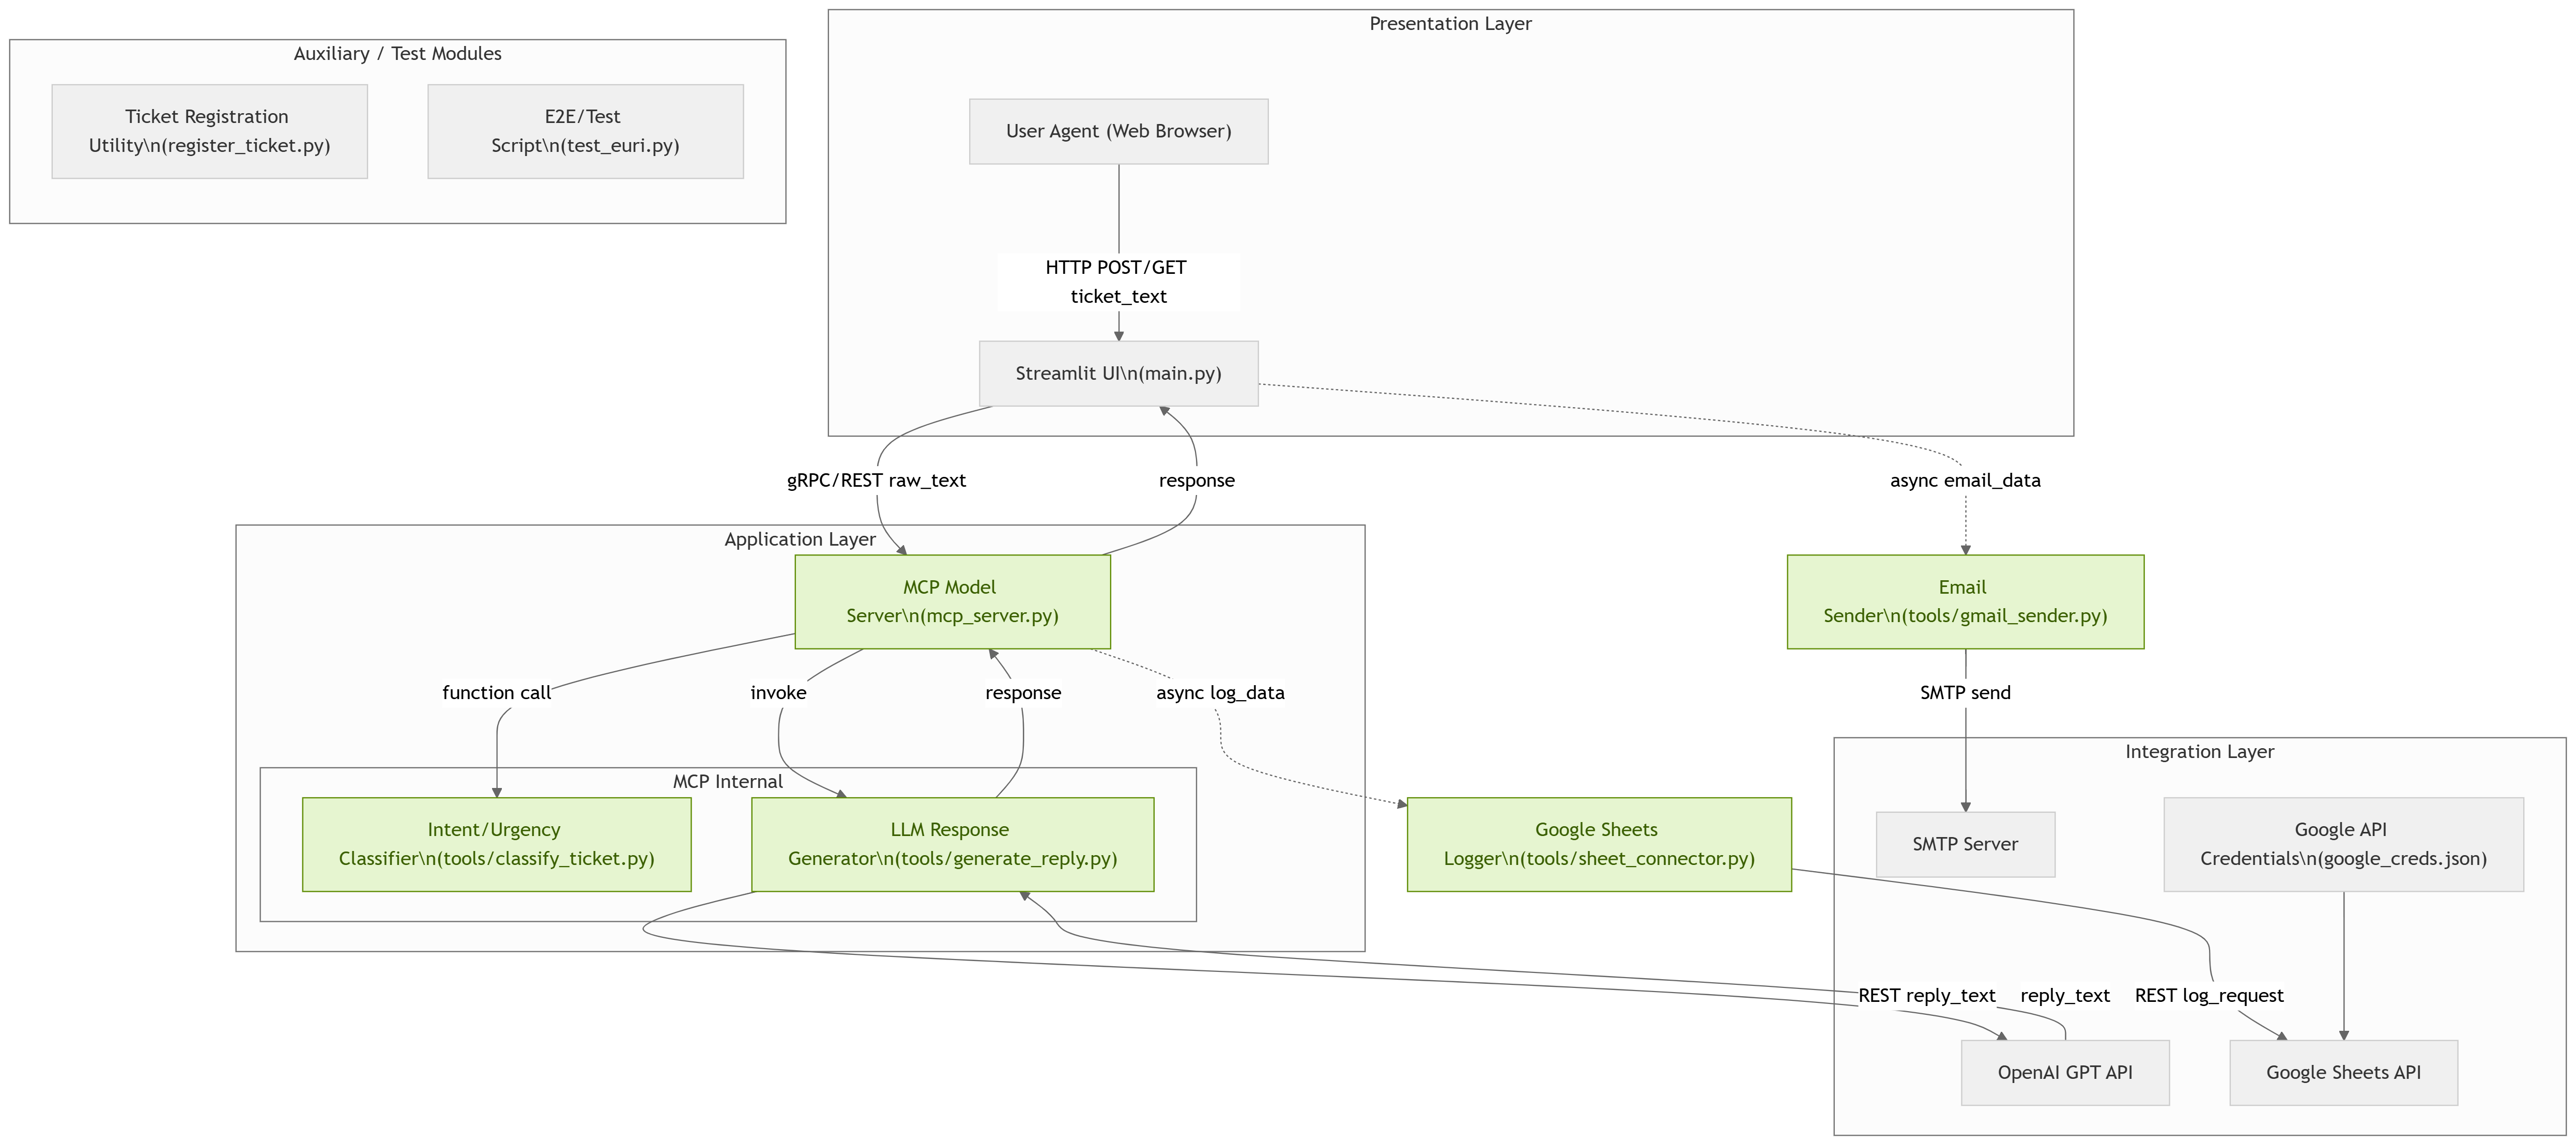 Presentation Layer
Auxiliary / Test Modules
Ticket Registration
Utility\n(register_ticket.py)
E2E/Test
Script\n(test_euri.py)
User Agent (Web Browser)
HTTP POST/GET
ticket_text
Streamlit UI\n(main.py)
gRPC/REST raw_text
response
async email_data
Application Layer
MCP Model
Server\n(mcp_server.py)
Email
Sender\n(tools/gmail_sender.py)
function call
invoke
response
async log_data
SMTP send
Integration Layer
MCP Internal
Intent/Urgency
Classifier\n(tools/classify_ticket.py)
LLM Response
Generator\n(tools/generate_reply.py)
Google Sheets
Logger\n(tools/sheet_connector.py)
SMTP Server
Google API
Credentials\n(google_creds.json)
REST reply_text
reply_text
REST log_request
OpenAI GPT API
Google Sheets API